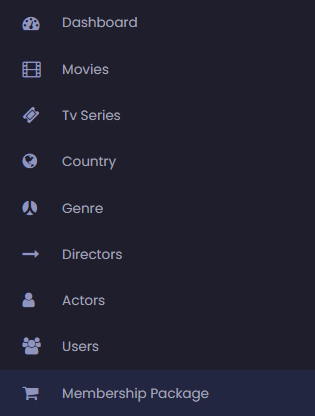 Dashboard
Movies
Tv Series
Country
Genre
Directors
Actors
Users
Membership Package